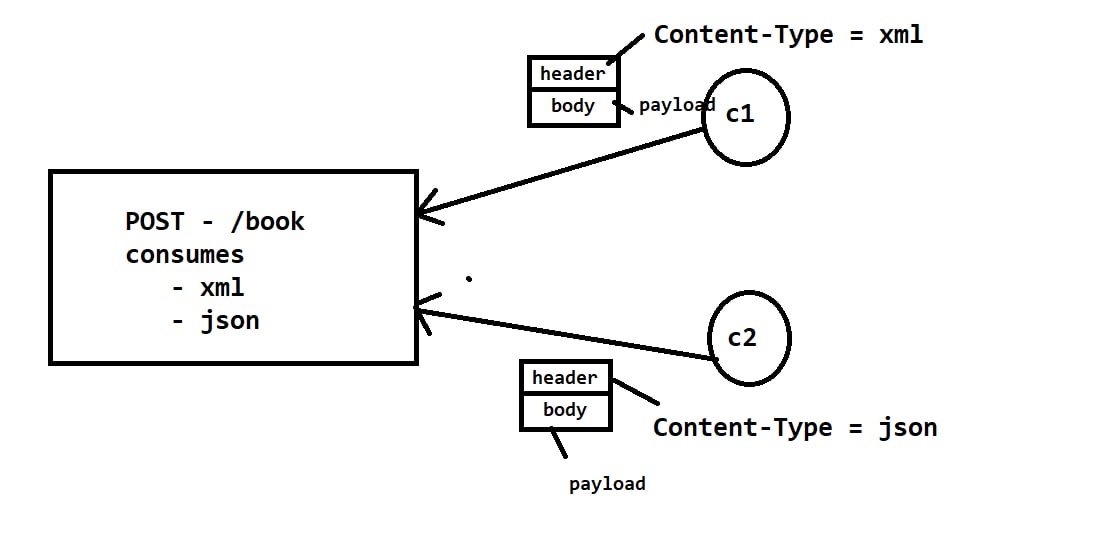 Content-Type = xml
header
body
payload
c1
POST - /book
consumes
- xml
- json
c2
header
body
Content-Type = json
payload